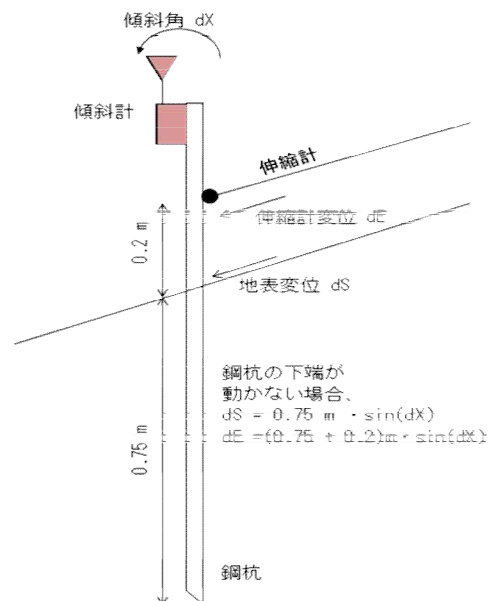 傾斜角 dX
傾斜計
伸縮計
伸縮計変位 dE
0.2 m
地表変位 dS
鋼杭の下端が
動かない場合、
dS = 0.75 m ・sin(dX)
dE =(0.75 + 0.2)m・sin(dX)
0.75 m
鋼杭